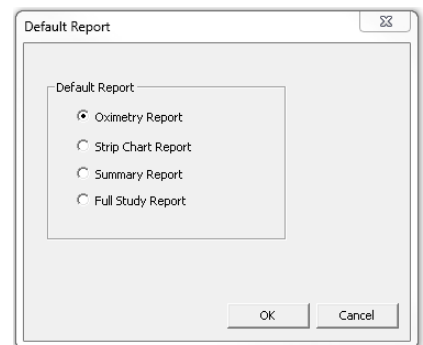 Default Report
Default Report
Oximetry Report
Strip Chart Report
Summary Report
Full Study Report
OK Cancel